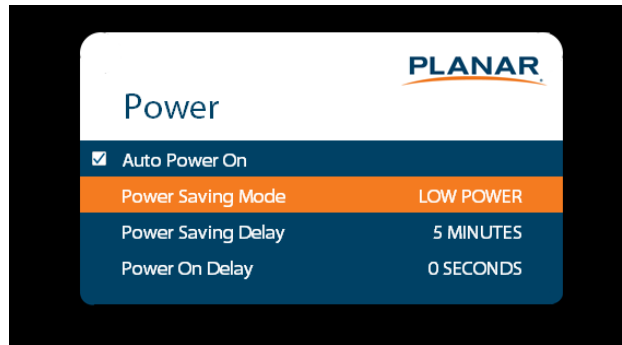 PLANAR
Power
Auto Power On
Power Saving Mode LOW POWER
Power Saving Delay 5 MINUTES
Power On Delay 0 SECONDS